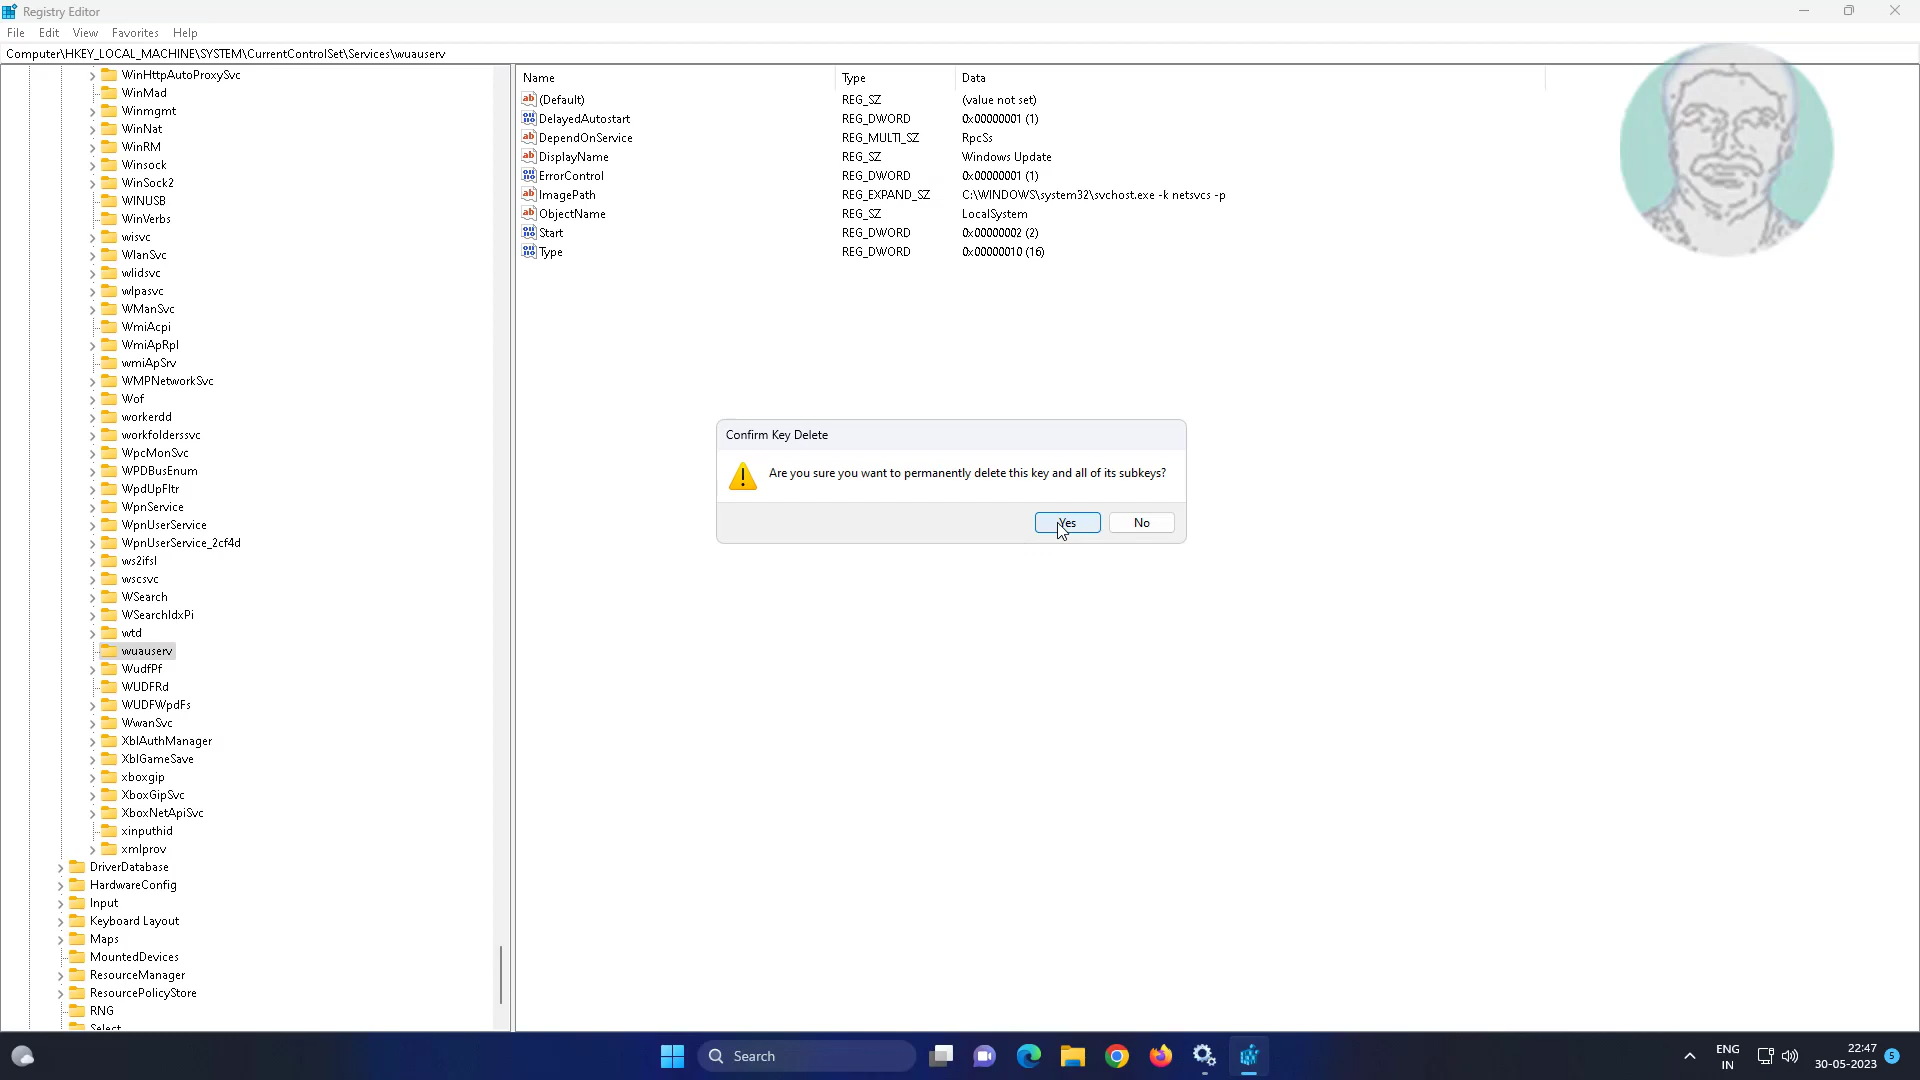 Registry Editor
File Edit View Favorites Help
Computer\HKEY_LOCAL_MACHINE\SYSTEM\CurrentControlSet\Services\wuauserv
WinHttpAutoProxySvc
WinMad
Winmgmt
WinNat
WinRM
Winsock
WinSock2
WINUSB
WinVerbs
wisvc
WlanSvc
wlidsvc
wlpasvc
WManSvc
WmiAcpi
WmiApRpl
wmiApSrv
WMPNetworkSvc
Wof
workerdd
workfolderssvc
WpcMonSvc
WPDBusEnum
WpdUpFltr
WpnService
WpnUserService
WpnUserService_2cf4d
ws2ifsl
wscsvc
WSearch
WSearchIdxPi
wtd
wuauserv
WudfPf
WUDFRd
WUDFWpdFs
WwanSvc
XblAuthManager
XblGameSave
xboxgip
XboxGipSvc
XboxNetApiSvc
xinputhid
xmlprov
DriverDatabase
HardwareConfig
Input
Keyboard Layout
Maps
MountedDevices
ResourceManager
ResourcePolicyStore
RNG
Select
Name Type Data
(Default) REG_SZ (value not set)
DelayedAutostart REG_DWORD 0x00000001 (1)
DependOnService REG_MULTI_SZ RpcSs
DisplayName REG_SZ Windows Update
ErrorControl REG_DWORD 0x00000001 (1)
ImagePath REG_EXPAND_SZ C:\WINDOWS\system32\svchost.exe -k netsvcs -p
ObjectName REG_SZ LocalSystem
Start REG_DWORD 0x00000002 (2)
Type REG_DWORD 0x00000010 (16)
Confirm Key Delete
Are you sure you want to permanently delete this key and all of its subkeys?
Yes No
Search
ENG
IN
22:47
30-05-2023
5